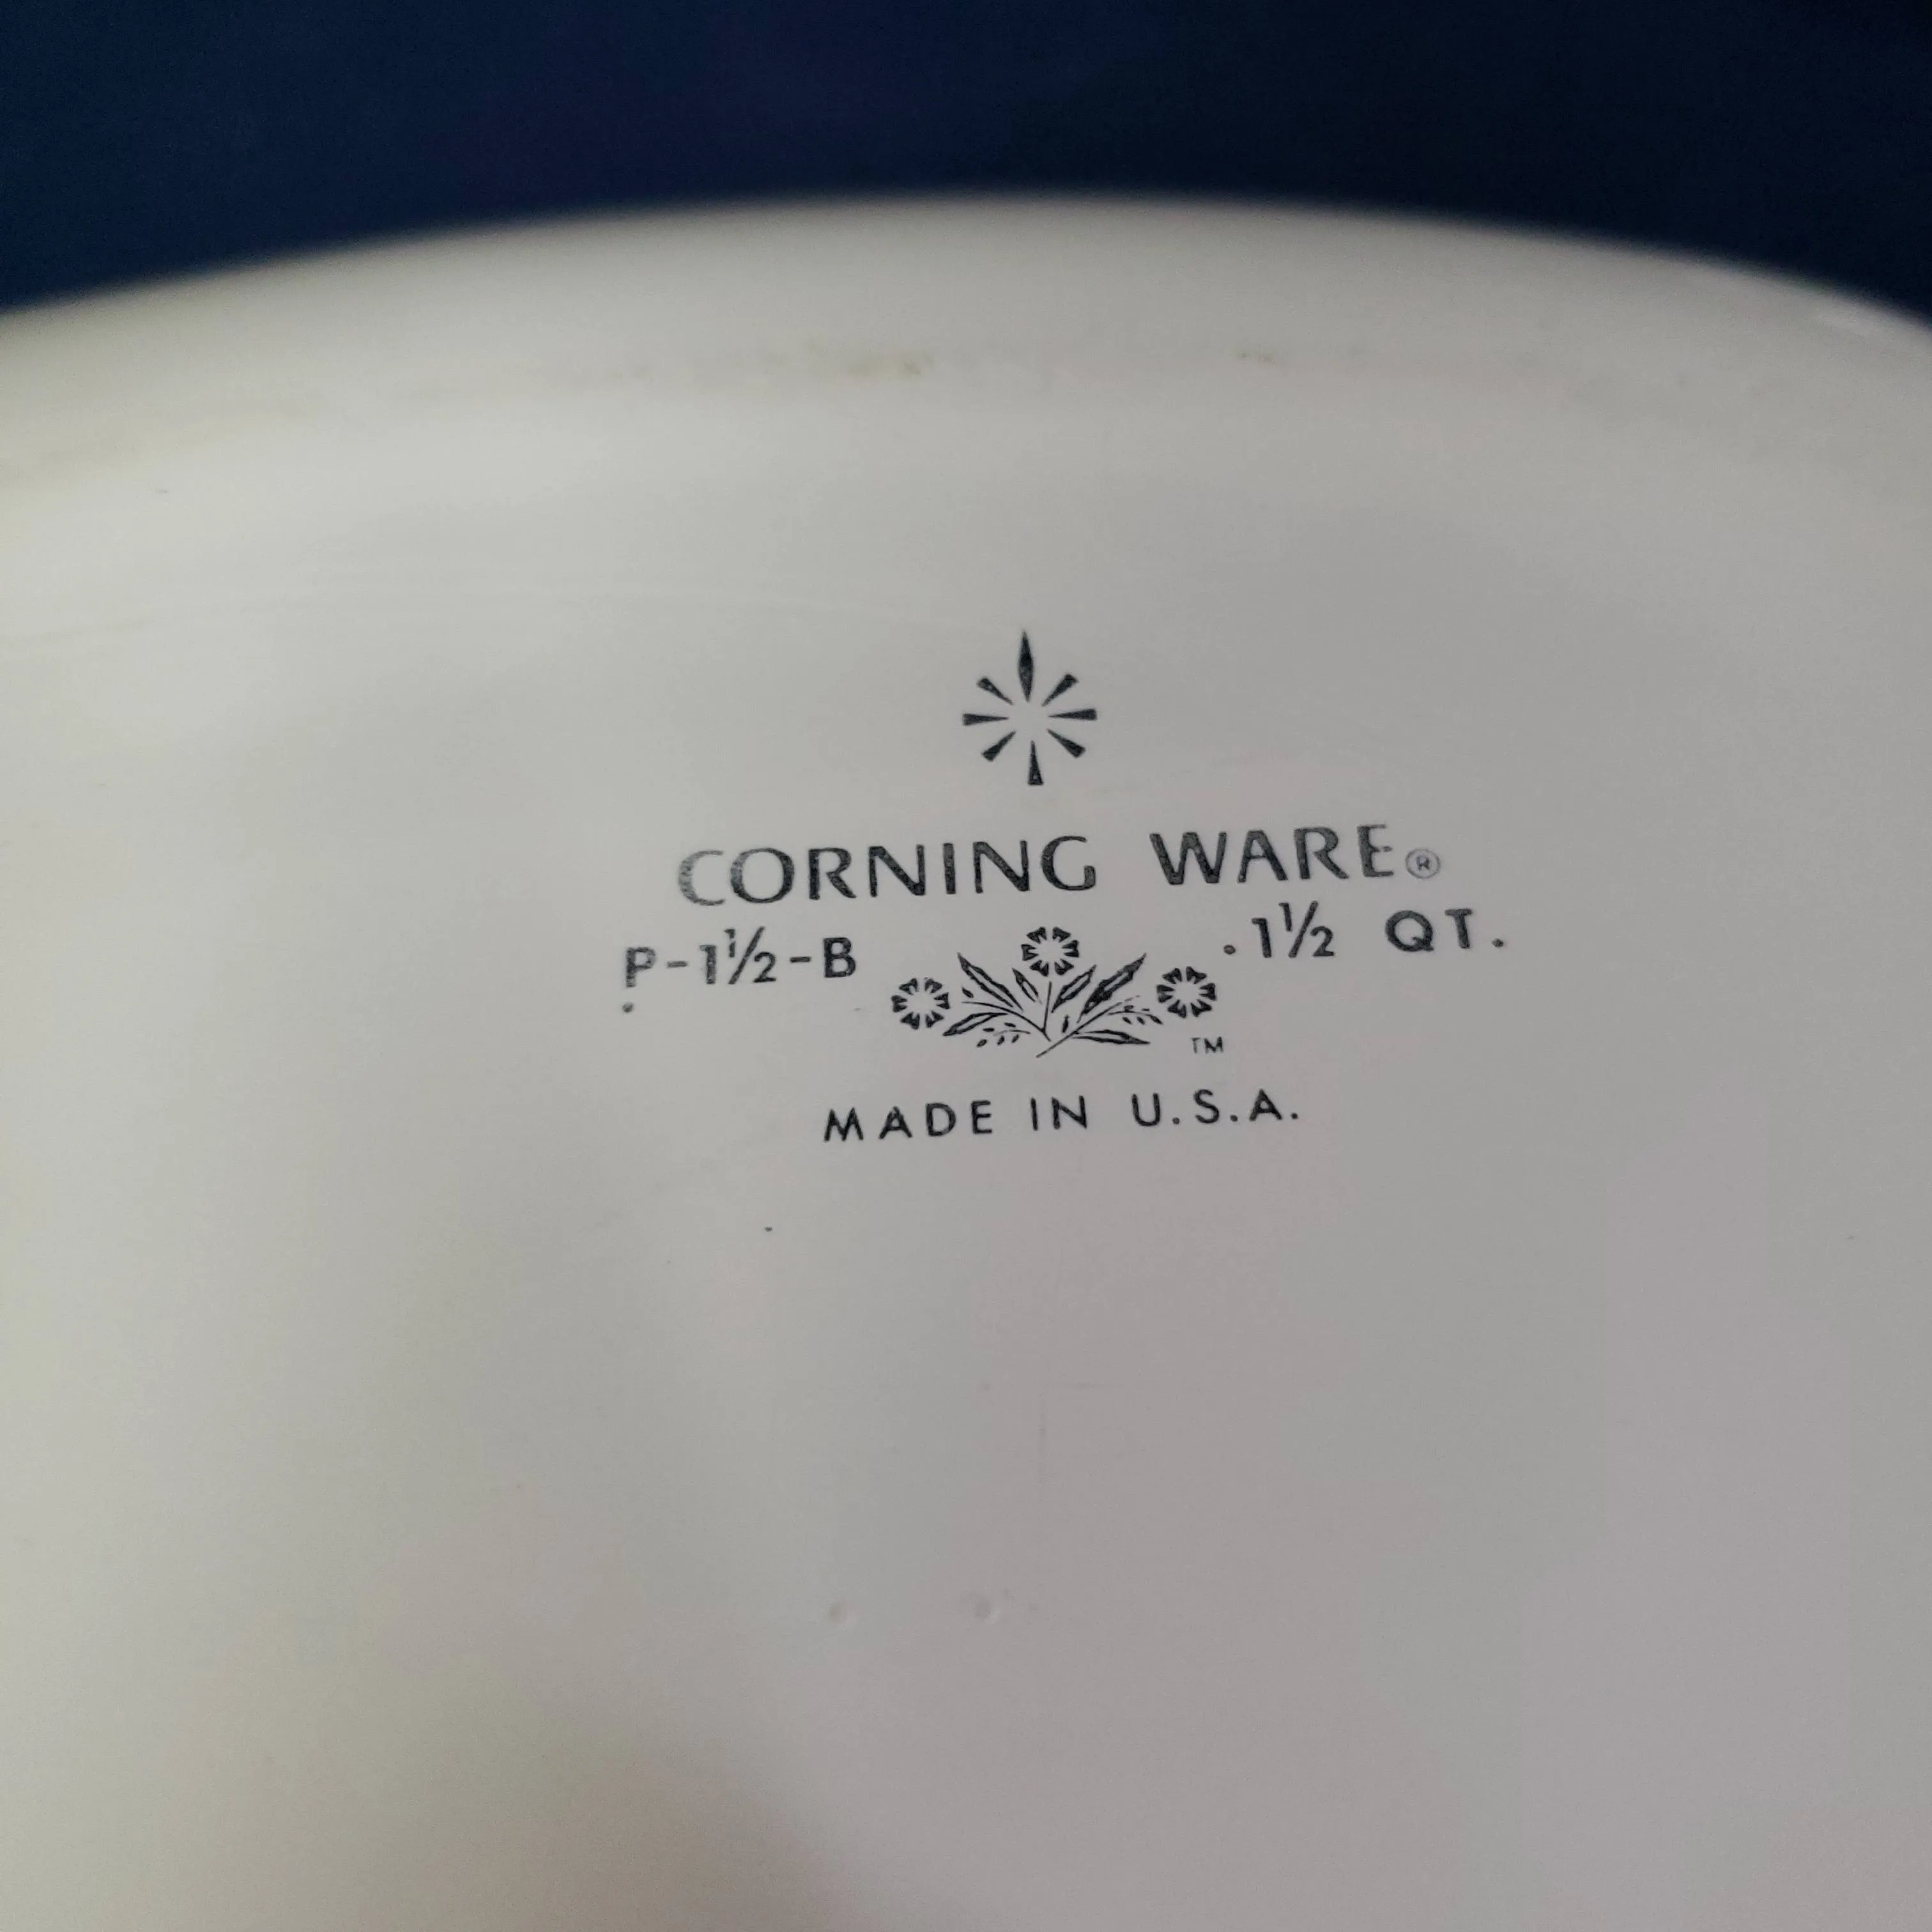 CORNING WARE®
P-1½-B 1½ QT.
TM
MADE IN U.S.A.